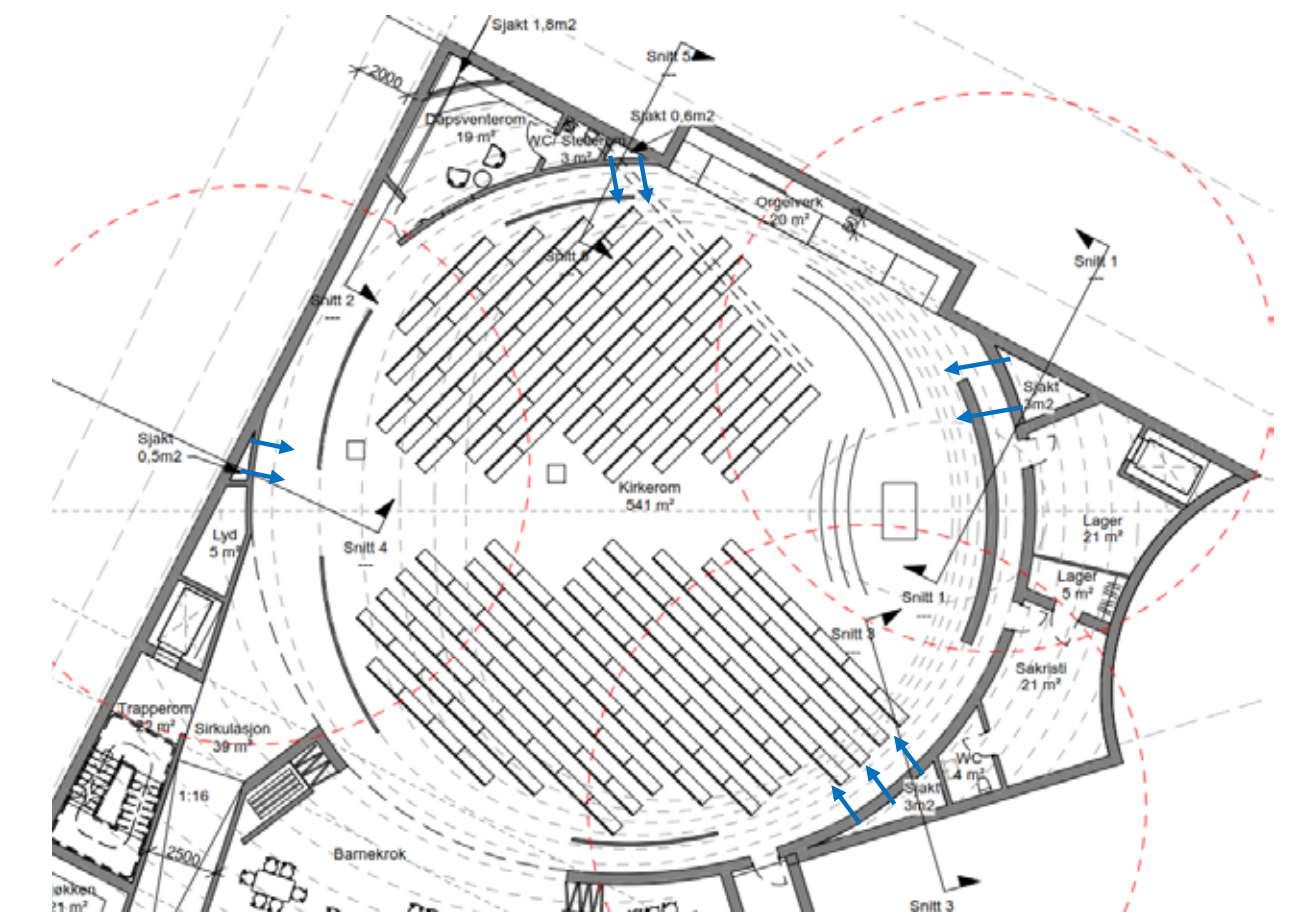 Sjakt 1,8m2
Snitt 5
---
2000
Dåpsventerom
19 m²
Sjakt 0,6m2
WC/ Stellerom
3 m²
Orgelverk
20 m²
Snitt 1
---
Snitt 2
---
---
Sjakt
3m2
Sjakt
0,5m2
Kirkerom
541 m²
Lyd
5 m²
Snitt 4
---
Lager
21 m²
Lager
5 m²
Snitt 1
---
Snitt 3
---
Sakristi
21 m²
Trapperom
22 m²
Sirkulasjon
39 m²
WC
4 m²
Sjakt
3m2
1:16
2500
Barnekrok
21 m²
Snitt 3